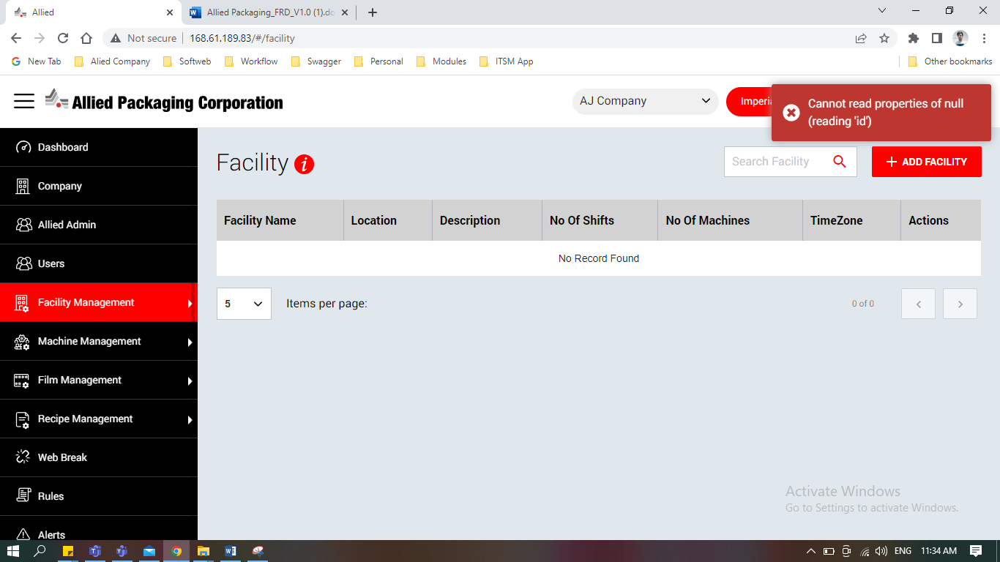 Allied
Allied Packaging_FRD_V1.0 (1).do
Not secure
168.61.189.83/#/facility
New Tab
Alied Company
Softweb
Workflow
Swagger
Personal
Modules
ITSM App
Other bookmarks
Allied Packaging Corporation
AJ Company
Imperi
Cannot read properties of null
(reading 'id')
Dashboard
Company
Allied Admin
Users
Facility Management
Machine Management
Film Management
Recipe Management
Web Break
Rules
Alerts
Facility i
Search Facility
ADD FACILITY
Facility Name
Location
Description
No Of Shifts
No Of Machines
TimeZone
Actions
No Record Found
5
Items per page:
0 of 0
Activate Windows
Go to Settings to activate Windows.
ENG
11:34 AM